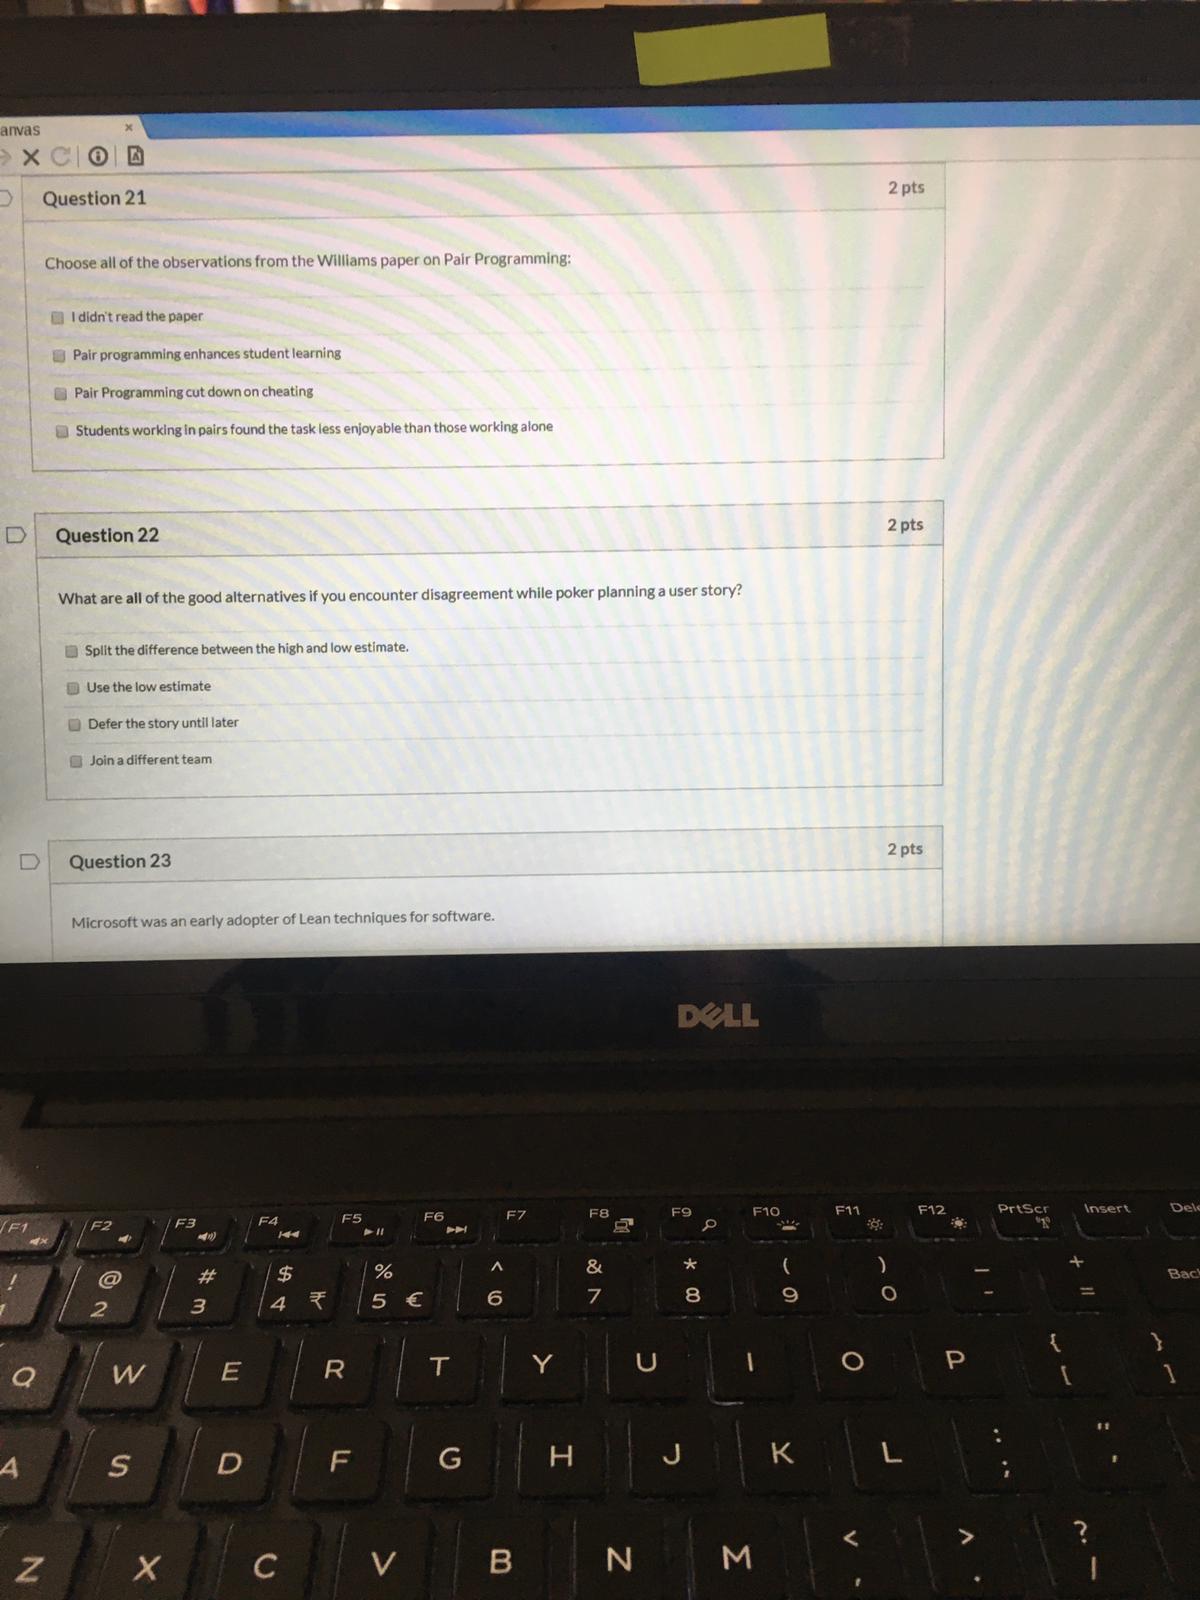 anvas ×
Question 21 2 pts
Choose all of the observations from the Williams paper on Pair Programming:
I didn't read the paper
Pair programming enhances student learning
Pair Programming cut down on cheating
Students working in pairs found the task less enjoyable than those working alone
Question 22 2 pts
What are all of the good alternatives if you encounter disagreement while poker planning a user story?
Split the difference between the high and low estimate.
Use the low estimate
Defer the story until later
Join a different team
Question 23 2 pts
Microsoft was an early adopter of Lean techniques for software.
DELL
F1 F2 F3 F4 F5 F6 F7 F8 F9 F10 F11 F12 PrtScr Insert Dele
! @ # $ % ^ & * ( ) _ +
1 2 3 4 ₹ 5 € 6 7 8 9 0 - = Back
Q W E R T Y U I O P { [ } ]
A S D F G H J K L : ; " '
Z X C V B N M < , > . ? /